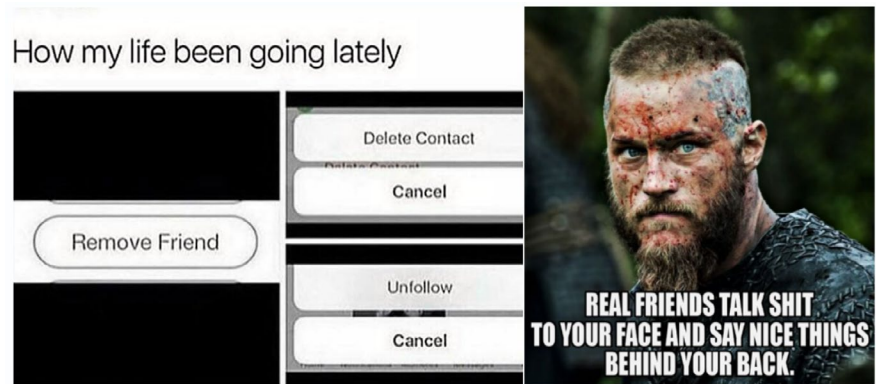 How my life been going lately
Remove Friend
Delete Contact
Cancel
Unfollow
Cancel
REAL FRIENDS TALK SHIT
TO YOUR FACE AND SAY NICE THINGS
BEHIND YOUR BACK.